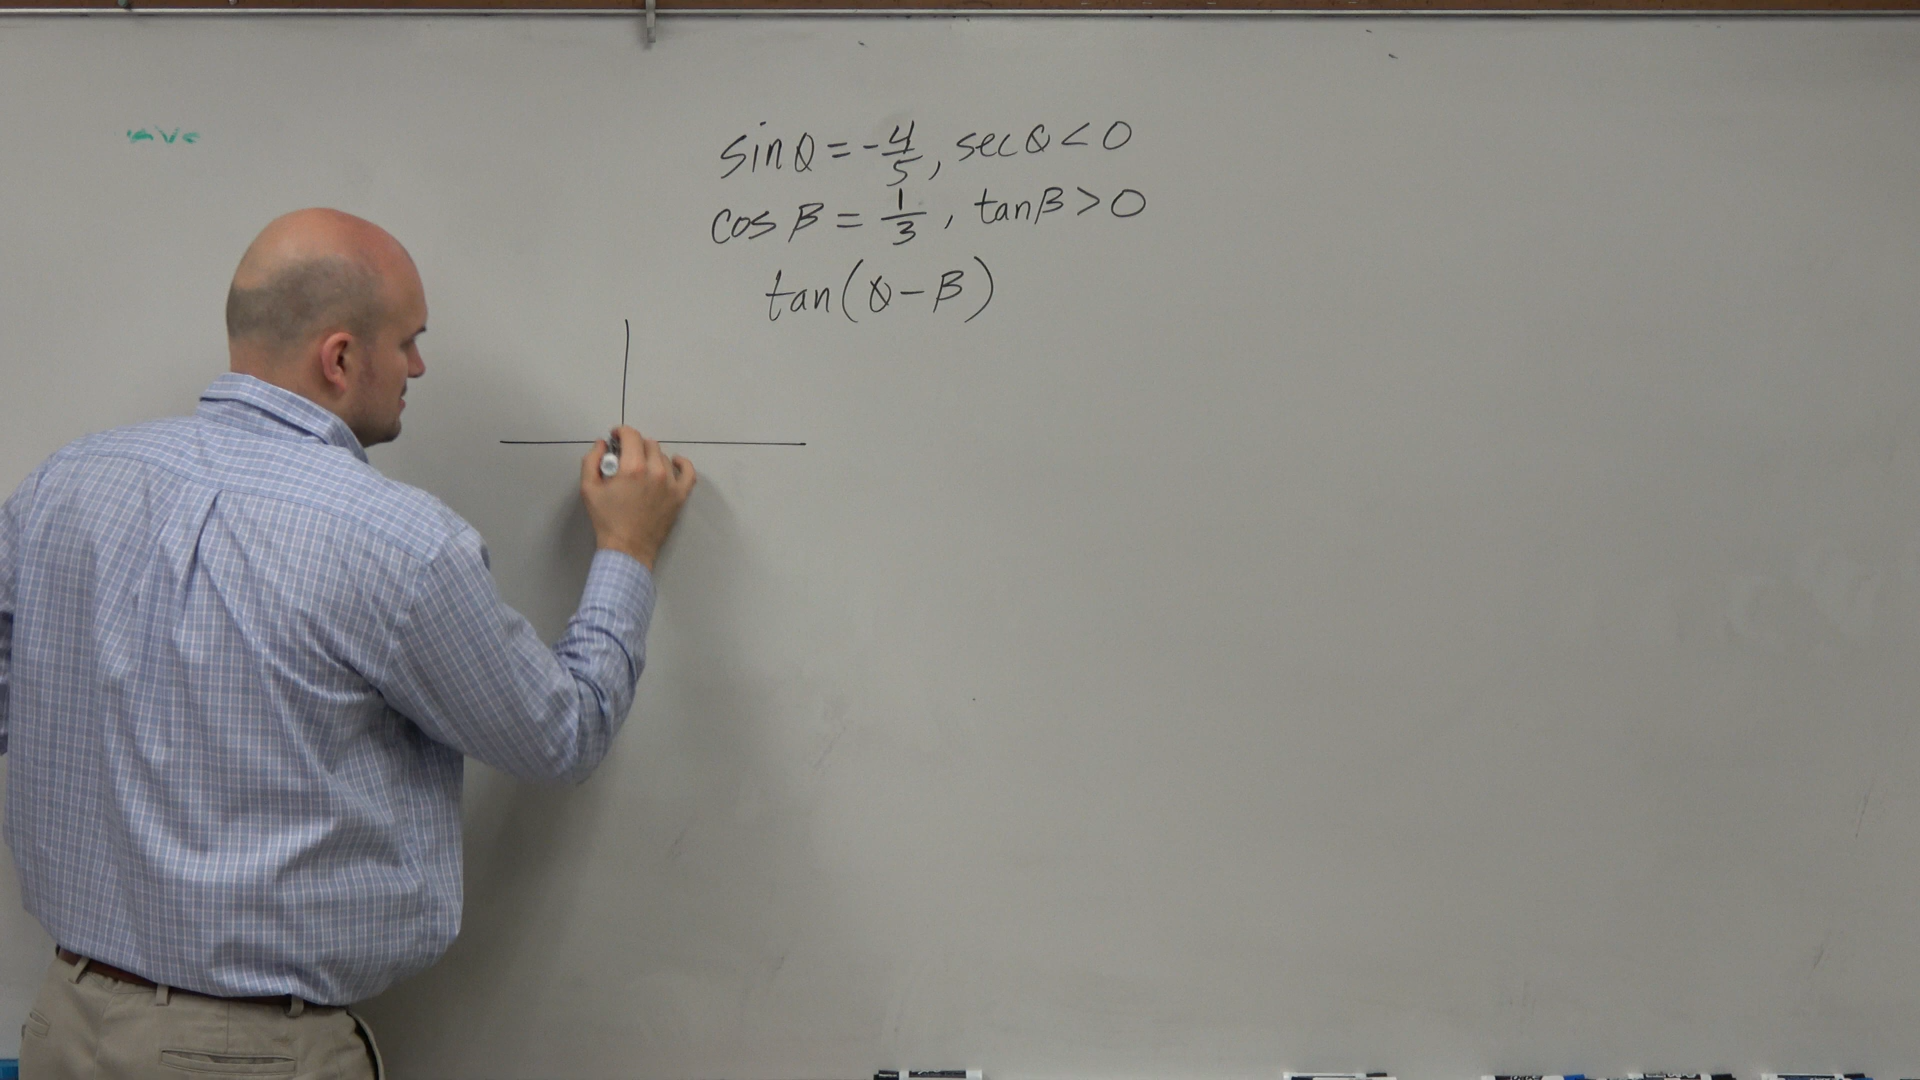 sin θ = -4/5, sec θ < 0
cos β = 1/3, tan β > 0
tan(θ - β)